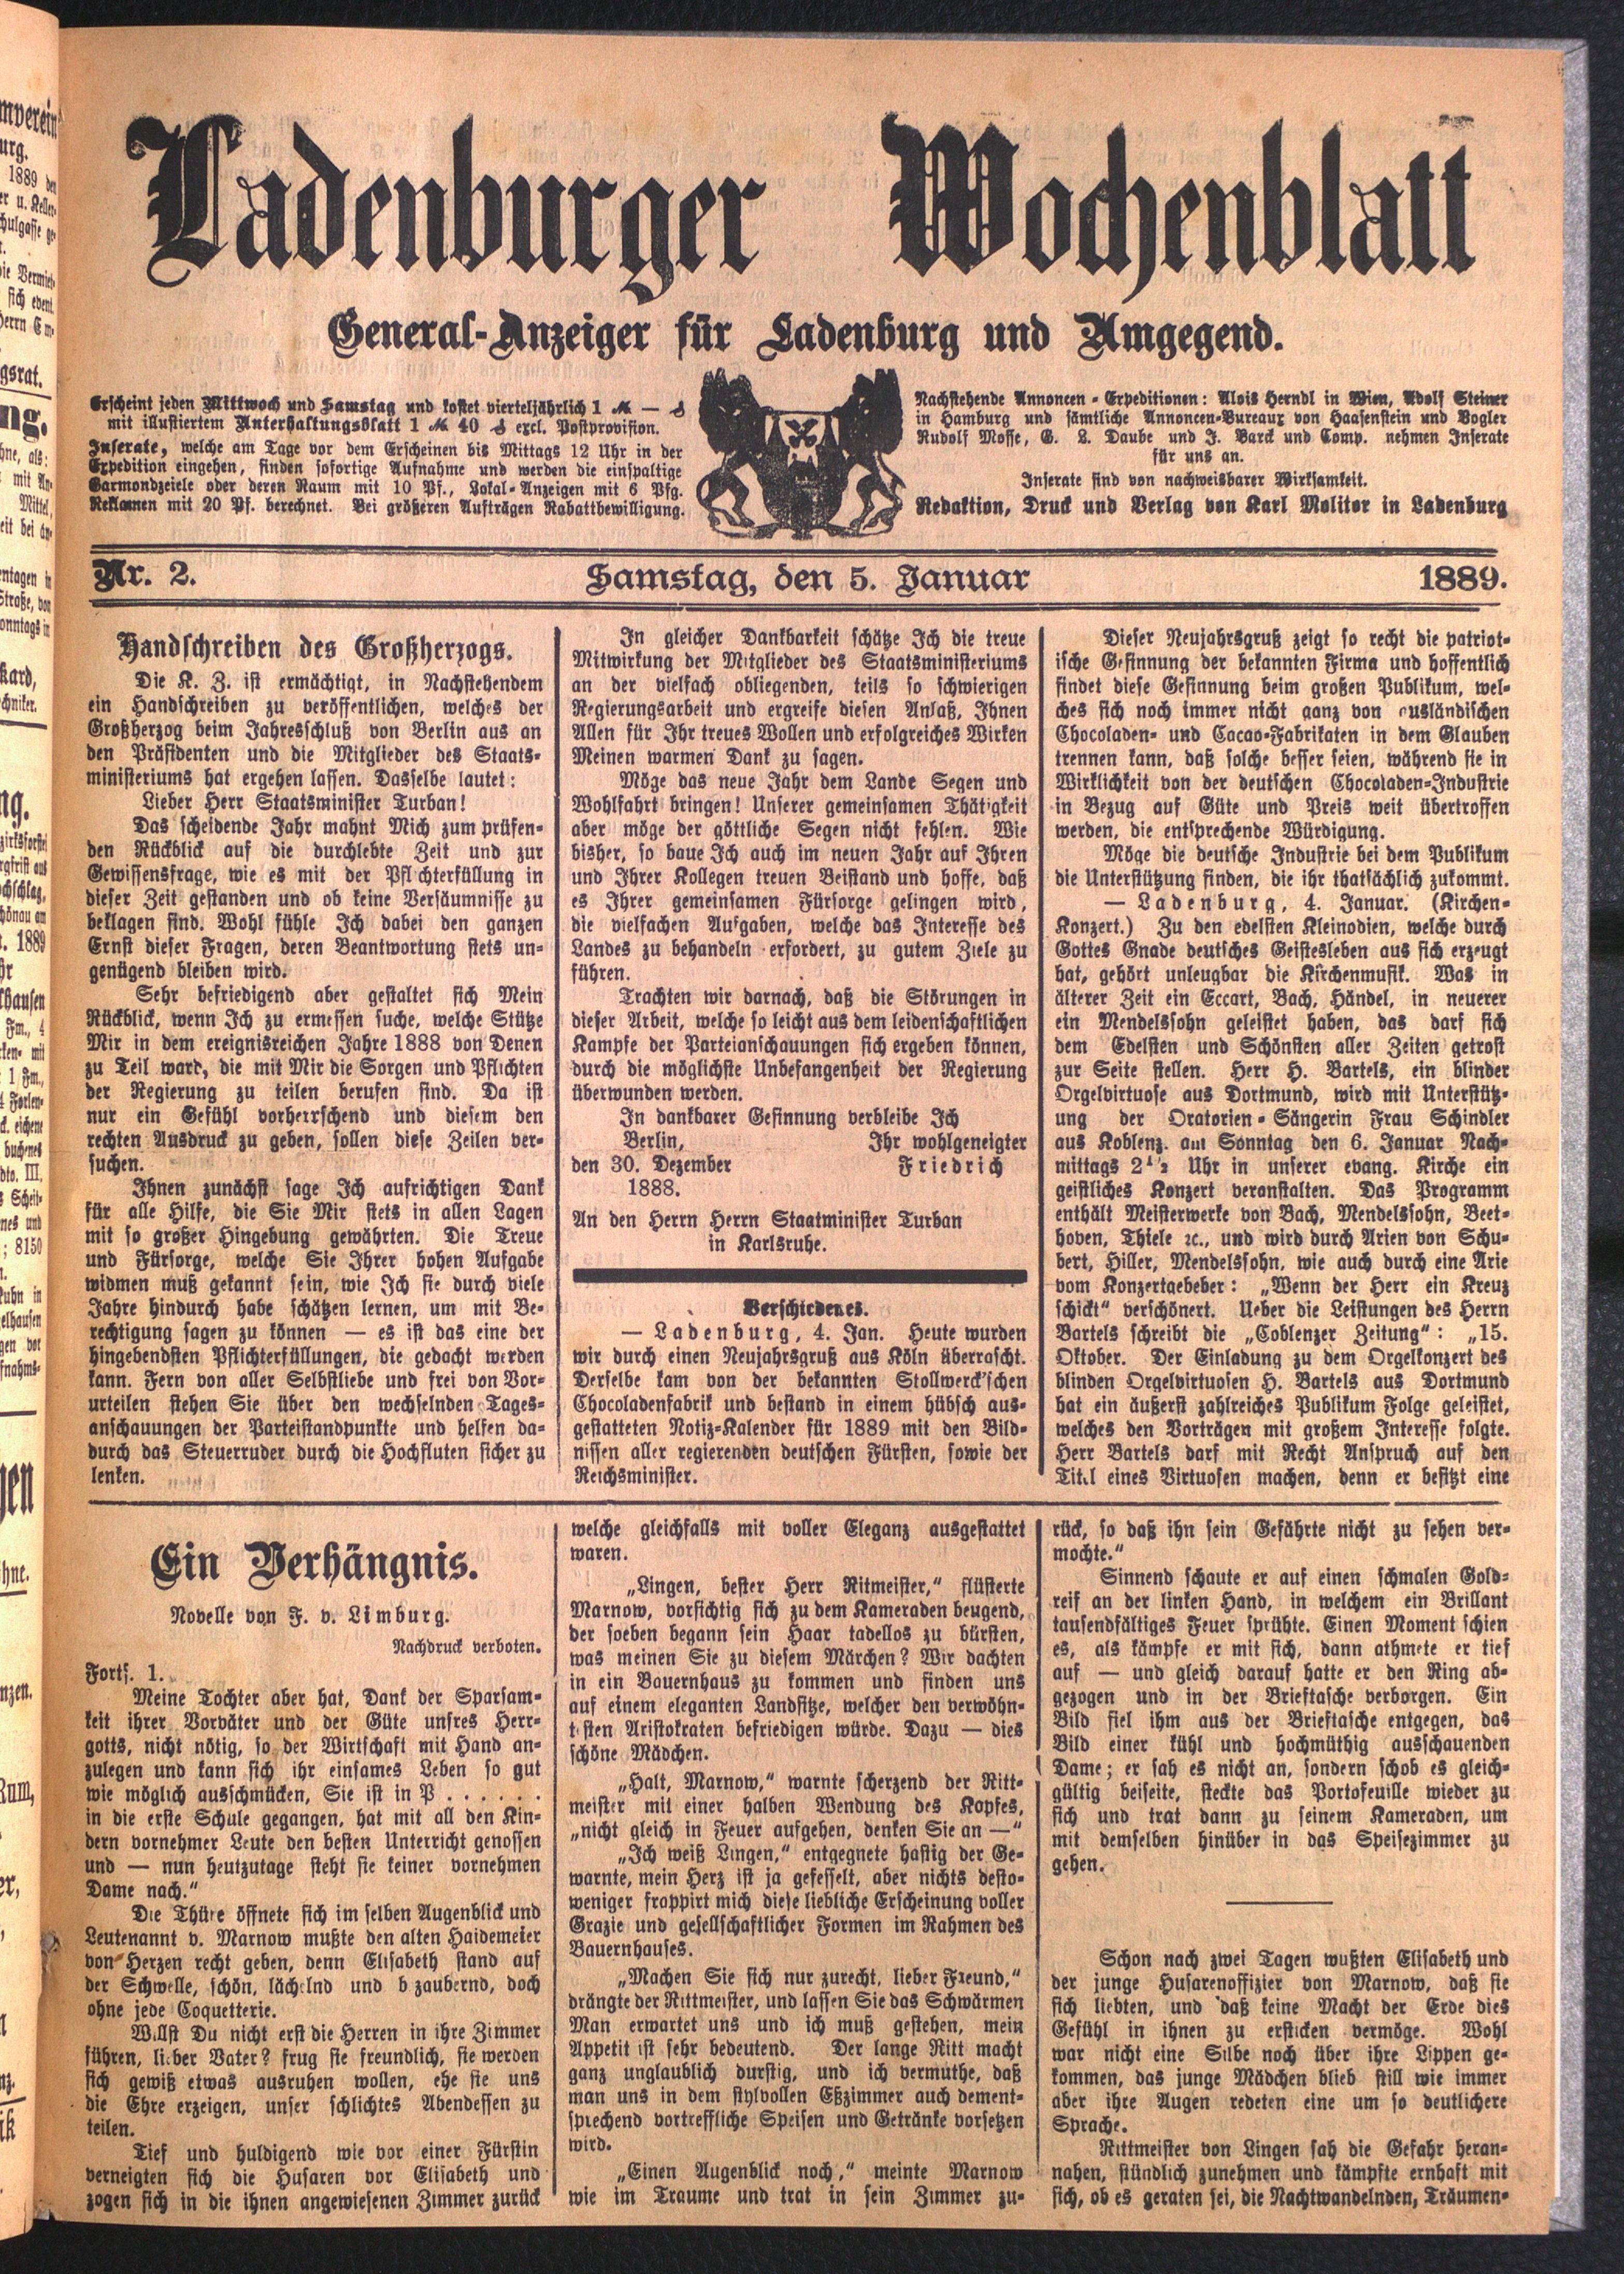 Ladenburger Wochenblatt
General-Anzeiger für Ladenburg und Umgegend.
Erscheint jeden Mittwoch und Samstag und kostet vierteljährlich 1 ℳ — ₰
mit illustriertem Unterhaltungsblatt 1 ℳ 40 ₰ excl. Postprovision.
Inserate, welche am Tage vor dem Erscheinen bis Mittags 12 Uhr in der
Expedition eingehen, finden sofortige Aufnahme und werden die einspaltige
Garmondzeiele oder deren Raum mit 10 Pf., Lokal-Anzeigen mit 6 Pfg.
Reklamen mit 20 Pf. berechnet. Bei größeren Aufträgen Rabattbewilligung.
Nachstehende Annoncen-Expeditionen: Alois Herndl in Wien, Adolf Steiner
in Hamburg und sämtliche Annoncen-Bureaux von Haasenstein und Vogler
Rudolf Mosse, G. L. Daube und J. Barck und Comp. nehmen Inserate
für uns an.
Inserate sind von nachweisbarer Wirksamkeit.
Redaktion, Druck und Verlag von Karl Molitor in Ladenburg
Nr. 2. Samstag, den 5. Januar 1889.
Handschreiben des Großherzogs.
Die K. Z. ist ermächtigt, in Nachstehendem
ein Handschreiben zu veröffentlichen, welches der
Großherzog beim Jahresschluß von Berlin aus an
den Präsidenten und die Mitglieder des Staats-
ministeriums hat ergehen lassen. Dasselbe lautet:
Lieber Herr Staatsminister Turban!
Das scheidende Jahr mahnt Mich zum prüfen-
den Rückblick auf die durchlebte Zeit und zur
Gewissensfrage, wie es mit der Pflichterfüllung in
dieser Zeit gestanden und ob keine Versäumnisse zu
beklagen sind. Wohl fühle Ich dabei den ganzen
Ernst dieser Fragen, deren Beantwortung stets un-
genügend bleiben wird.
Sehr befriedigend aber gestaltet sich Mein
Rückblick, wenn Ich zu ermessen suche, welche Stütze
Mir in dem ereignisreichen Jahre 1888 von Denen
zu Teil ward, die mit Mir die Sorgen und Pflichten
der Regierung zu teilen berufen sind. Da ist
nur ein Gefühl vorherrschend und diesem den
rechten Ausdruck zu geben, sollen diese Zeilen ver-
suchen.
Ihnen zunächst sage Ich aufrichtigen Dank
für alle Hilfe, die Sie Mir stets in allen Lagen
mit so großer Hingebung gewährten. Die Treue
und Fürsorge, welche Sie Ihrer hohen Aufgabe
widmen muß gekannt sein, wie Ich sie durch viele
Jahre hindurch habe schätzen lernen, um mit Be-
rechtigung sagen zu können — es ist das eine der
hingebendsten Pflichterfüllungen, die gedacht werden
kann. Fern von aller Selbstliebe und frei von Vor-
urteilen stehen Sie über den wechselnden Tages-
anschauungen der Parteistandpunkte und helfen da-
durch das Steuerruder durch die Hochfluten sicher zu
lenken.
In gleicher Dankbarkeit schätze Ich die treue
Mitwirkung der Mitglieder des Staatsministeriums
an der vielfach obliegenden, teils so schwierigen
Regierungsarbeit und ergreife diesen Anlaß, Ihnen
Allen für Ihr treues Wollen und erfolgreiches Wirken
Meinen warmen Dank zu sagen.
Möge das neue Jahr dem Lande Segen und
Wohlfahrt bringen! Unserer gemeinsamen Thätigkeit
aber möge der göttliche Segen nicht fehlen. Wie
bisher, so baue Ich auch im neuen Jahr auf Ihren
und Ihrer Kollegen treuen Beistand und hoffe, daß
es Ihrer gemeinsamen Fürsorge gelingen wird,
die vielfachen Aufgaben, welche das Interesse des
Landes zu behandeln erfordert, zu gutem Ziele zu
führen.
Trachten wir darnach, daß die Störungen in
dieser Arbeit, welche so leicht aus dem leidenschaftlichen
Kampfe der Parteianschauungen sich ergeben können,
durch die möglichste Unbefangenheit der Regierung
überwunden werden.
In dankbarer Gesinnung verbleibe Ich
Berlin, Ihr wohlgeneigter
den 30. Dezember Friedrich
1888.
An den Herrn Herrn Staatminister Turban
in Karlsruhe.
Verschiedenes.
— Ladenburg, 4. Jan. Heute wurden
wir durch einen Neujahrsgruß aus Köln überrascht.
Derselbe kam von der bekannten Stollwerck'schen
Chocoladenfabrik und bestand in einem hübsch aus-
gestatteten Notiz-Kalender für 1889 mit den Bild-
nissen aller regierenden deutschen Fürsten, sowie der
Reichsminister.
Dieser Neujahrsgruß zeigt so recht die patriot-
ische Gesinnung der bekannten Firma und hoffentlich
findet diese Gesinnung beim großen Publikum, wel-
ches sich noch immer nicht ganz von ausländischen
Chocoladen- und Cacao-Fabrikaten in dem Glauben
trennen kann, daß solche besser seien, während sie in
Wirklichkeit von der deutschen Chocoladen-Industrie
in Bezug auf Güte und Preis weit übertroffen
werden, die entsprechende Würdigung.
Möge die deutsche Industrie bei dem Publikum
die Unterstützung finden, die ihr thatsächlich zukommt.
— Ladenburg, 4. Januar. (Kirchen-
Konzert.) Zu den edelsten Kleinodien, welche durch
Gottes Gnade deutsches Geistesleben aus sich erzeugt
hat, gehört unleugbar die Kirchenmusik. Was in
älterer Zeit ein Eccart, Bach, Händel, in neuerer
ein Mendelssohn geleistet haben, das darf sich
dem Edelsten und Schönsten aller Zeiten getrost
zur Seite stellen. Herr H. Bartels, ein blinder
Orgelvirtuose aus Dortmund, wird mit Unterstütz-
ung der Oratorien-Sängerin Frau Schindler
aus Koblenz. am Sonntag den 6. Januar Nach-
mittags 2½ Uhr in unserer evang. Kirche ein
geistliches Konzert veranstalten. Das Programm
enthält Meisterwerke von Bach, Mendelssohn, Beet-
hoven, Thiele ꝛc., und wird durch Arien von Schu-
bert, Hiller, Mendelssohn, wie auch durch eine Arie
vom Konzertgebeber: „Wenn der Herr ein Kreuz
schickt“ verschönert. Ueber die Leistungen des Herrn
Bartels schreibt die „Coblenzer Zeitung“: „15.
Oktober. Der Einladung zu dem Orgelkonzert des
blinden Orgelvirtuosen H. Bartels aus Dortmund
hat ein äußerst zahlreiches Publikum Folge geleistet,
welches den Vorträgen mit großem Interesse folgte.
Herr Bartels darf mit Recht Anspruch auf den
Titel eines Virtuosen machen, denn er besitzt eine
Ein Verhängnis.
Novelle von F. v. Limburg.
Nachdruck verboten.
Forts. 1.
Meine Tochter aber hat, Dank der Sparsam-
keit ihrer Vorväter und der Güte unsres Herr-
gotts, nicht nötig, so der Wirtschaft mit Hand an-
zulegen und kann sich ihr einsames Leben so gut
wie möglich ausschmücken, Sie ist in P . . . . . .
in die erste Schule gegangen, hat mit all den Kin-
dern vornehmer Leute den besten Unterricht genossen
und — nun heutzutage steht sie keiner vornehmen
Dame nach.“
Die Thüre öffnete sich im selben Augenblick und
Leutenannt v. Marnow mußte den alten Haidemeier
von Herzen recht geben, denn Elisabeth stand auf
der Schwelle, schön, lächelnd und b zaubernd, doch
ohne jede Coquetterie.
Willst Du nicht erst die Herren in ihre Zimmer
führen, lieber Vater? frug sie freundlich, sie werden
sich gewiß etwas ausruhen wollen, ehe sie uns
die Ehre erzeigen, unser schlichtes Abendessen zu
teilen.
Tief und huldigend wie vor einer Fürstin
verneigten sich die Husaren vor Elisabeth und
zogen sich in die ihnen angewiesenen Zimmer zurück
welche gleichfalls mit voller Eleganz ausgestattet
waren.
„Lingen, bester Herr Ritmeister,“ flüsterte
Marnow, vorsichtig sich zu dem Kameraden beugend,
der soeben begann sein Haar tadellos zu bürsten,
was meinen Sie zu diesem Märchen? Wir dachten
in ein Bauernhaus zu kommen und finden uns
auf einem eleganten Landsitze, welcher den verwöhn-
testen Aristokraten befriedigen würde. Dazu — dies
schöne Mädchen.
„Halt, Marnow,“ warnte scherzend der Ritt-
meister mit einer halben Wendung des Kopfes,
„nicht gleich in Feuer aufgehen, denken Sie an —“
„Ich weiß Lingen,“ entgegnete hastig der Ge-
warnte, mein Herz ist ja gefesselt, aber nichts desto-
weniger frappirt mich diese liebliche Erscheinung voller
Grazie und gesellschaftlicher Formen im Rahmen des
Bauernhauses.
„Machen Sie sich nur zurecht, lieber Freund,“
drängte der Rittmeister, und lassen Sie das Schwärmen
Man erwartet uns und ich muß gestehen, mein
Appetit ist sehr bedeutend. Der lange Ritt macht
ganz unglaublich durstig, und ich vermuthe, daß
man uns in dem stylvollen Eßzimmer auch dement-
sprechend vortreffliche Speisen und Getränke vorsetzen
wird.
„Einen Augenblick noch,“ meinte Marnow
wie im Traume und trat in sein Zimmer zu-
rück, so daß ihn sein Gefährte nicht zu sehen ver-
mochte.“
Sinnend schaute er auf einen schmalen Gold-
reif an der linken Hand, in welchem ein Brillant
tausendfältiges Feuer sprühte. Einen Moment schien
es, als kämpfe er mit sich, dann athmete er tief
auf — und gleich darauf hatte er den Ring ab-
gezogen und in der Brieftasche verborgen. Ein
Bild fiel ihm aus der Brieftasche entgegen, das
Bild einer kühl und hochmüthig ausschauenden
Dame; er sah es nicht an, sondern schob es gleich-
gültig beiseite, steckte das Portofeuille wieder zu
sich und trat dann zu seinem Kameraden, um
mit demselben hinüber in das Speisezimmer zu
gehen.
Schon nach zwei Tagen wußten Elisabeth und
der junge Husarenoffizier von Marnow, daß sie
sich liebten, und daß keine Macht der Erde dies
Gefühl in ihnen zu ersticken vermöge. Wohl
war nicht eine Silbe noch über ihre Lippen ge-
kommen, das junge Mädchen blieb still wie immer
aber ihre Augen redeten eine um so deutlichere
Sprache.
Rittmeister von Lingen sah die Gefahr heran-
nahen, stündlich zunehmen und kämpfte ernhaft mit
sich, ob es geraten sei, die Nachtwandelnden, Träumen-